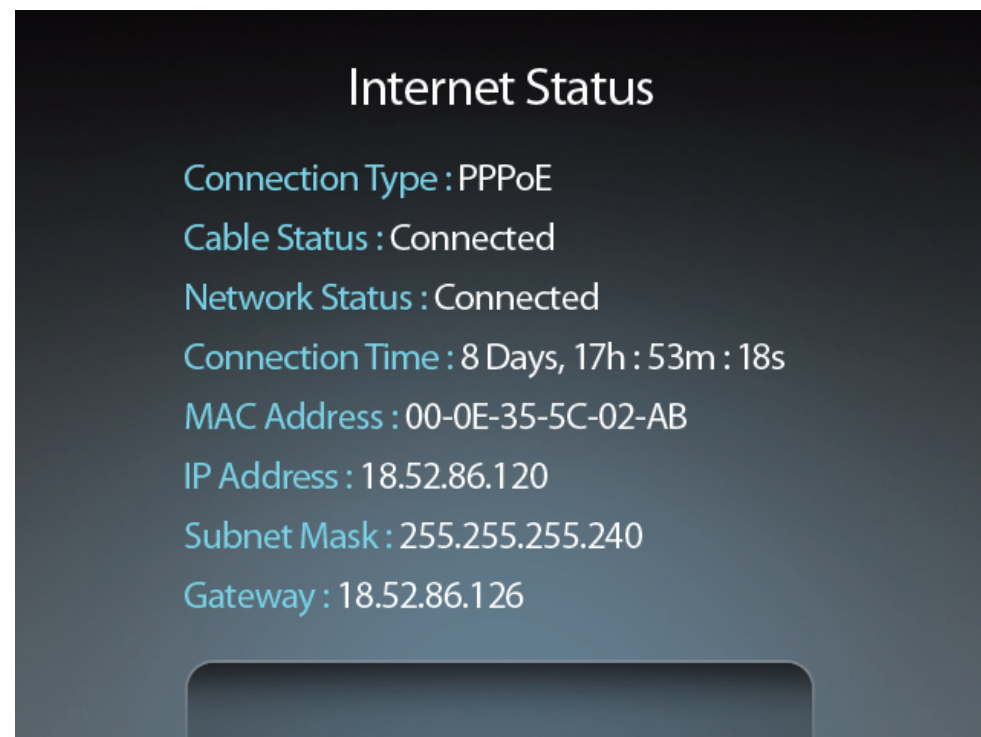 Internet Status
Connection Type : PPPoE
Cable Status : Connected
Network Status : Connected
Connection Time : 8 Days, 17h : 53m : 18s
MAC Address : 00-0E-35-5C-02-AB
IP Address : 18.52.86.120
Subnet Mask : 255.255.255.240
Gateway : 18.52.86.126